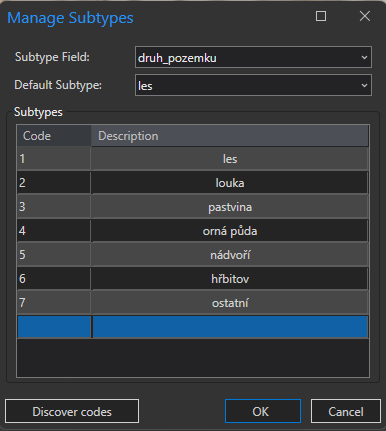 Manage Subtypes
Subtype Field: druh_pozemku
Default Subtype: les
Subtypes
Code Description
1 les
2 louka
3 pastvina
4 orná půda
5 nádvoří
6 hřbitov
7 ostatní
Discover codes OK Cancel